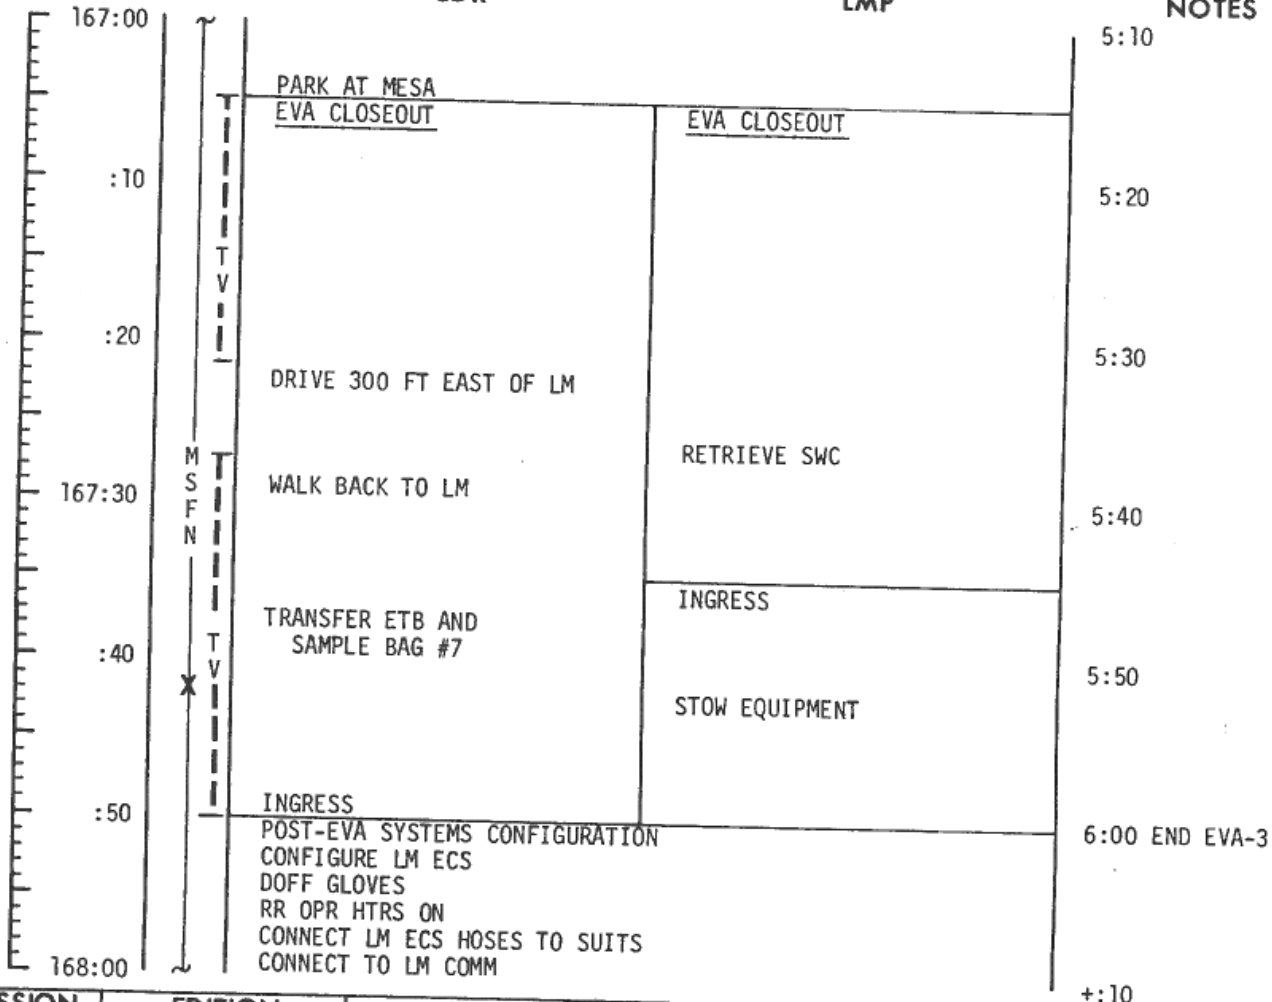 LMP
NOTES
167:00
5:10
PARK AT MESA
EVA CLOSEOUT
EVA CLOSEOUT
:10
5:20
TV
:20
5:30
DRIVE 300 FT EAST OF LM
MSFN
RETRIEVE SWC
167:30
WALK BACK TO LM
5:40
INGRESS
TRANSFER ETB AND
SAMPLE BAG #7
TV
:40
5:50
X
STOW EQUIPMENT
:50
INGRESS
POST-EVA SYSTEMS CONFIGURATION
6:00 END EVA-3
CONFIGURE LM ECS
DOFF GLOVES
RR OPR HTRS ON
CONNECT LM ECS HOSES TO SUITS
168:00
CONNECT TO LM COMM
+:10
EDITION